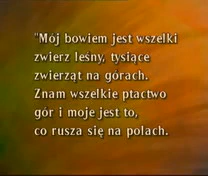 "Mój bowiem jest wszelki
zwierz leśny, tysiące
zwierząt na górach.
Znam wszelkie ptactwo
gór i moje jest to,
co rusza się na polach.